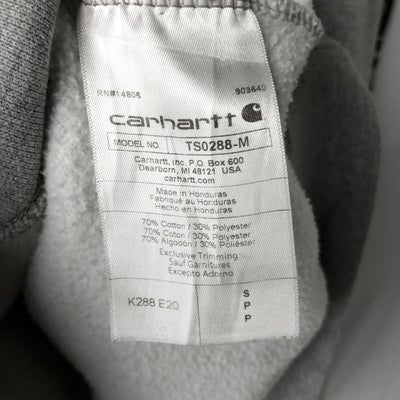 RN#14806 903640
carhartt
MODEL NO. TS0288-M
Carhartt, Inc. P.O. Box 600
Dearborn, MI 48121 USA
carhartt.com
Made in Honduras
Fabriqué au Honduras
Hecho en Honduras
70% Cotton / 30% Polyester
70% Coton / 30% Polyester
70% Algodón / 30% Poliéster
Exclusive Trimming
Sauf Garnitures
Excepto Adorno
K288 E20 S
P
P